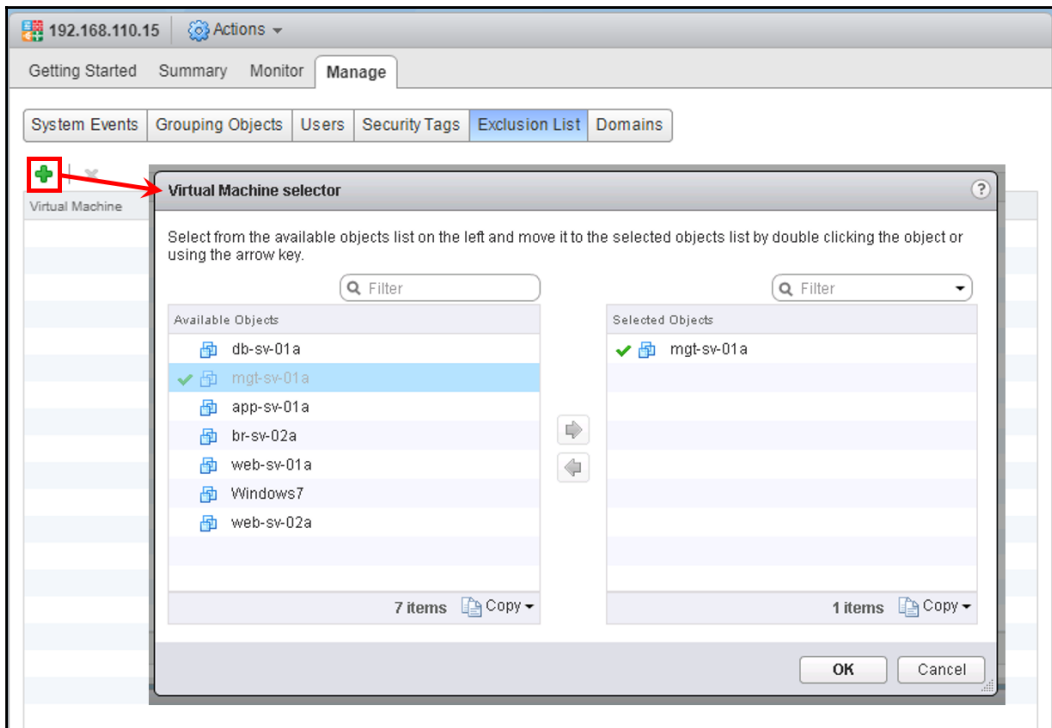 192.168.110.15 Actions
Getting Started Summary Monitor Manage
System Events Grouping Objects Users Security Tags Exclusion List Domains
Virtual Machine
Virtual Machine selector ?
Select from the available objects list on the left and move it to the selected objects list by double clicking the object or
using the arrow key.
Filter Filter
Available Objects Selected Objects
db-sv-01a mgt-sv-01a
mgt-sv-01a
app-sv-01a
br-sv-02a
web-sv-01a
Windows7
web-sv-02a
7 items Copy 1 items Copy
OK Cancel